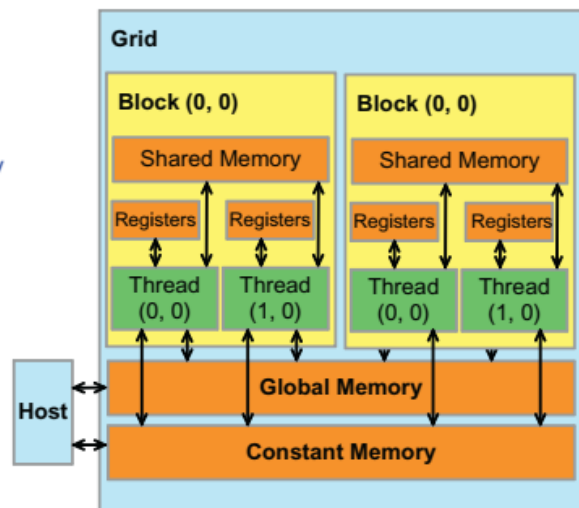 Grid
Block (0, 0)
Block (0, 0)
Shared Memory
Shared Memory
Registers
Registers
Registers
Registers
Thread
(0, 0)
Thread
(1, 0)
Thread
(0, 0)
Thread
(1, 0)
Host
Global Memory
Constant Memory